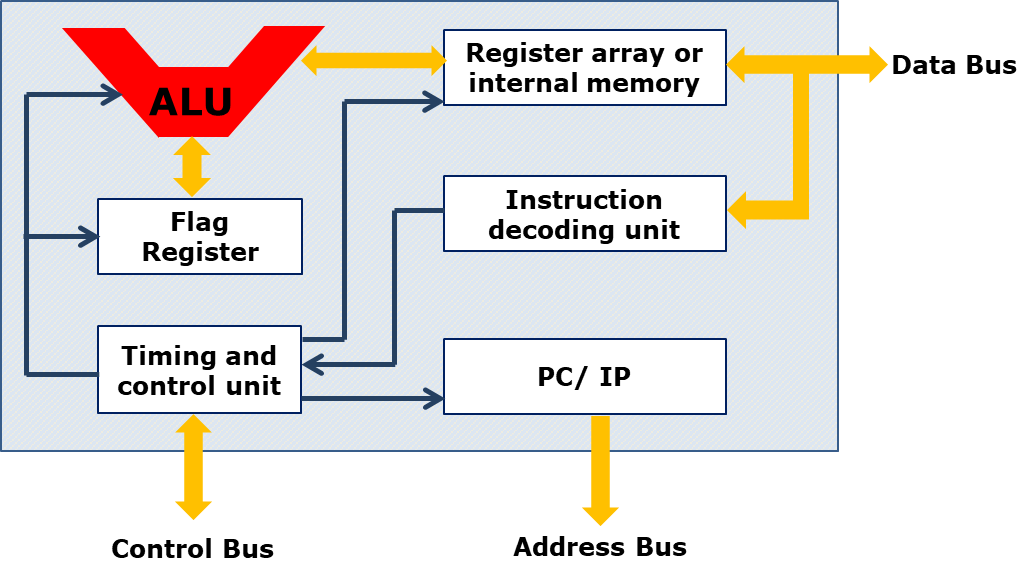 ALU
Register array or
internal memory
Data Bus
Flag
Register
Instruction
decoding unit
Timing and
control unit
PC/ IP
Control Bus
Address Bus